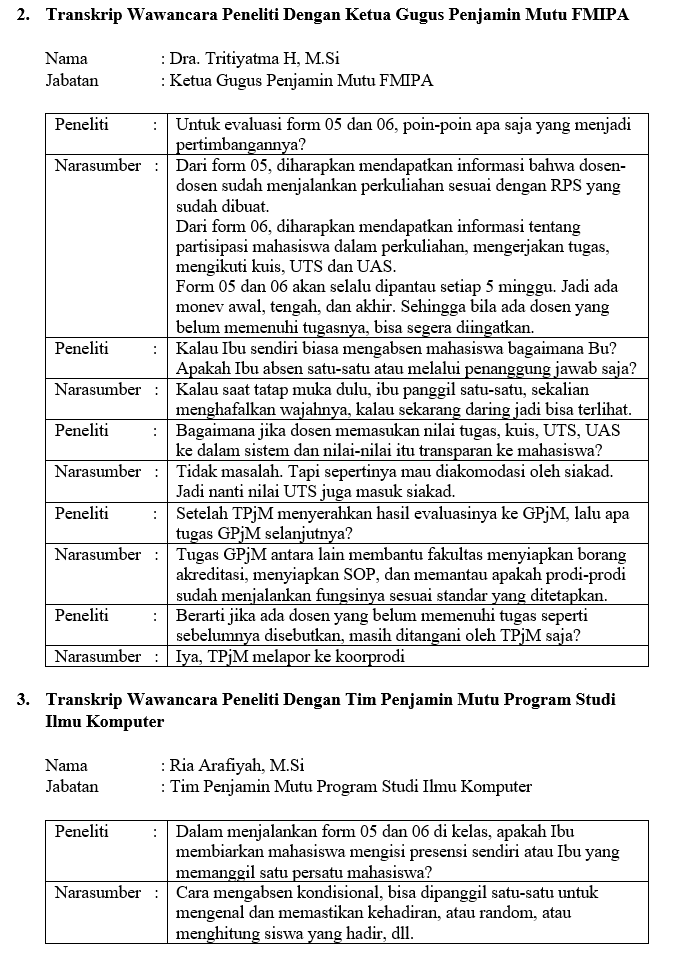 2. Transkrip Wawancara Peneliti Dengan Ketua Gugus Penjamin Mutu FMIPA
Nama : Dra. Tritiyatma H, M.Si
Jabatan : Ketua Gugus Penjamin Mutu FMIPA
Peneliti : Untuk evaluasi form 05 dan 06, poin-poin apa saja yang menjadi
pertimbangannya?
Narasumber : Dari form 05, diharapkan mendapatkan informasi bahwa dosen-
dosen sudah menjalankan perkuliahan sesuai dengan RPS yang
sudah dibuat.
Dari form 06, diharapkan mendapatkan informasi tentang
partisipasi mahasiswa dalam perkuliahan, mengerjakan tugas,
mengikuti kuis, UTS dan UAS.
Form 05 dan 06 akan selalu dipantau setiap 5 minggu. Jadi ada
monev awal, tengah, dan akhir. Sehingga bila ada dosen yang
belum memenuhi tugasnya, bisa segera diingatkan.
Peneliti : Kalau Ibu sendiri biasa mengabsen mahasiswa bagaimana Bu?
Apakah Ibu absen satu-satu atau melalui penanggung jawab saja?
Narasumber : Kalau saat tatap muka dulu, ibu panggil satu-satu, sekalian
menghafalkan wajahnya, kalau sekarang daring jadi bisa terlihat.
Peneliti : Bagaimana jika dosen memasukan nilai tugas, kuis, UTS, UAS
ke dalam sistem dan nilai-nilai itu transparan ke mahasiswa?
Narasumber : Tidak masalah. Tapi sepertinya mau diakomodasi oleh siakad.
Jadi nanti nilai UTS juga masuk siakad.
Peneliti : Setelah TPjM menyerahkan hasil evaluasinya ke GPjM, lalu apa
tugas GPjM selanjutnya?
Narasumber : Tugas GPjM antara lain membantu fakultas menyiapkan borang
akreditasi, menyiapkan SOP, dan memantau apakah prodi-prodi
sudah menjalankan fungsinya sesuai standar yang ditetapkan.
Peneliti : Berarti jika ada dosen yang belum memenuhi tugas seperti
sebelumnya disebutkan, masih ditangani oleh TPjM saja?
Narasumber : Iya, TPjM melapor ke koorprodi
3. Transkrip Wawancara Peneliti Dengan Tim Penjamin Mutu Program Studi
Ilmu Komputer
Nama : Ria Arafiyah, M.Si
Jabatan : Tim Penjamin Mutu Program Studi Ilmu Komputer
Peneliti : Dalam menjalankan form 05 dan 06 di kelas, apakah Ibu
membiarkan mahasiswa mengisi presensi sendiri atau Ibu yang
memanggil satu persatu mahasiswa?
Narasumber : Cara mengabsen kondisional, bisa dipanggil satu-satu untuk
mengenal dan memastikan kehadiran, atau random, atau
menghitung siswa yang hadir, dll.